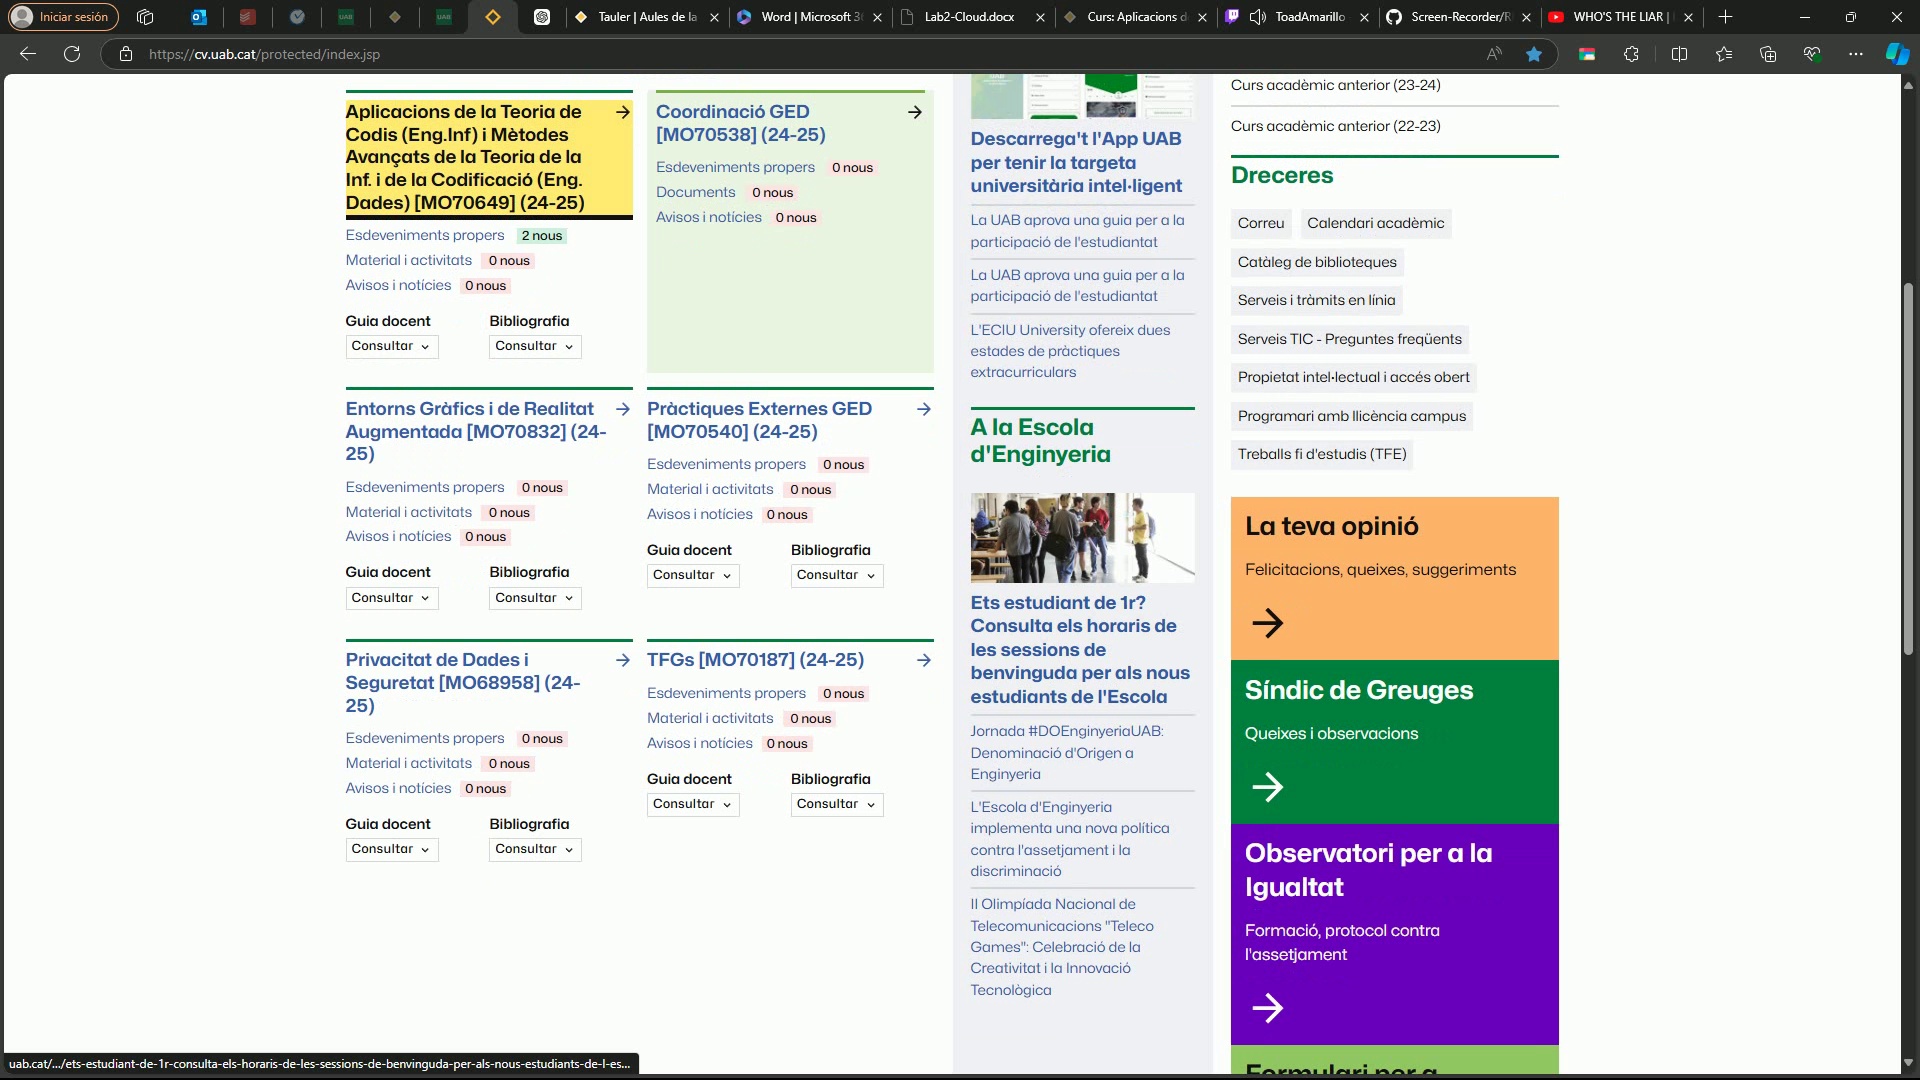 Iniciar sesión
Tauler | Aules de la
Word | Microsoft 3
Lab2-Cloud.docx
Curs: Aplicacions d
ToadAmarillo
Screen-Recorder/R
WHO'S THE LIAR |
https://cv.uab.cat/protected/index.jsp
Aplicacions de la Teoria de
Codis (Eng.Inf) i Mètodes
Avançats de la Teoria de la
Inf. i de la Codificació (Eng.
Dades) [MO70649] (24-25)
Esdeveniments propers 2 nous
Material i activitats 0 nous
Avisos i notícies 0 nous
Guia docent Bibliografia
Consultar Consultar
Coordinació GED
[MO70538] (24-25)
Esdeveniments propers 0 nous
Documents 0 nous
Avisos i notícies 0 nous
Entorns Gràfics i de Realitat
Augmentada [MO70832] (24-
25)
Esdeveniments propers 0 nous
Material i activitats 0 nous
Avisos i notícies 0 nous
Guia docent Bibliografia
Consultar Consultar
Pràctiques Externes GED
[MO70540] (24-25)
Esdeveniments propers 0 nous
Material i activitats 0 nous
Avisos i notícies 0 nous
Guia docent Bibliografia
Consultar Consultar
Privacitat de Dades i
Seguretat [MO68958] (24-
25)
Esdeveniments propers 0 nous
Material i activitats 0 nous
Avisos i notícies 0 nous
Guia docent Bibliografia
Consultar Consultar
TFGs [MO70187] (24-25)
Esdeveniments propers 0 nous
Material i activitats 0 nous
Avisos i notícies 0 nous
Guia docent Bibliografia
Consultar Consultar
Descarrega't l'App UAB
per tenir la targeta
universitària intel·ligent
La UAB aprova una guia per a la
participació de l'estudiantat
La UAB aprova una guia per a la
participació de l'estudiantat
L'ECIU University ofereix dues
estades de pràctiques
extracurriculars
A la Escola
d'Enginyeria
Ets estudiant de 1r?
Consulta els horaris de
les sessions de
benvinguda per als nous
estudiants de l'Escola
Jornada #DOEnginyeriaUAB:
Denominació d'Origen a
Enginyeria
L'Escola d'Enginyeria
implementa una nova política
contra l'assetjament i la
discriminació
II Olimpíada Nacional de
Telecomunicacions "Teleco
Games": Celebració de la
Creativitat i la Innovació
Tecnològica
Curs acadèmic anterior (23-24)
Curs acadèmic anterior (22-23)
Dreceres
Correu Calendari acadèmic
Catàleg de biblioteques
Serveis i tràmits en línia
Serveis TIC - Preguntes freqüents
Propietat intel·lectual i accés obert
Programari amb llicència campus
Treballs fi d'estudis (TFE)
La teva opinió
Felicitacions, queixes, suggeriments
Síndic de Greuges
Queixes i observacions
Observatori per a la
Igualtat
Formació, protocol contra
l'assetjament
Formulari per a
uab.cat/.../ets-estudiant-de-1r-consulta-els-horaris-de-les-sessions-de-benvinguda-per-als-nous-estudiants-de-l-es...